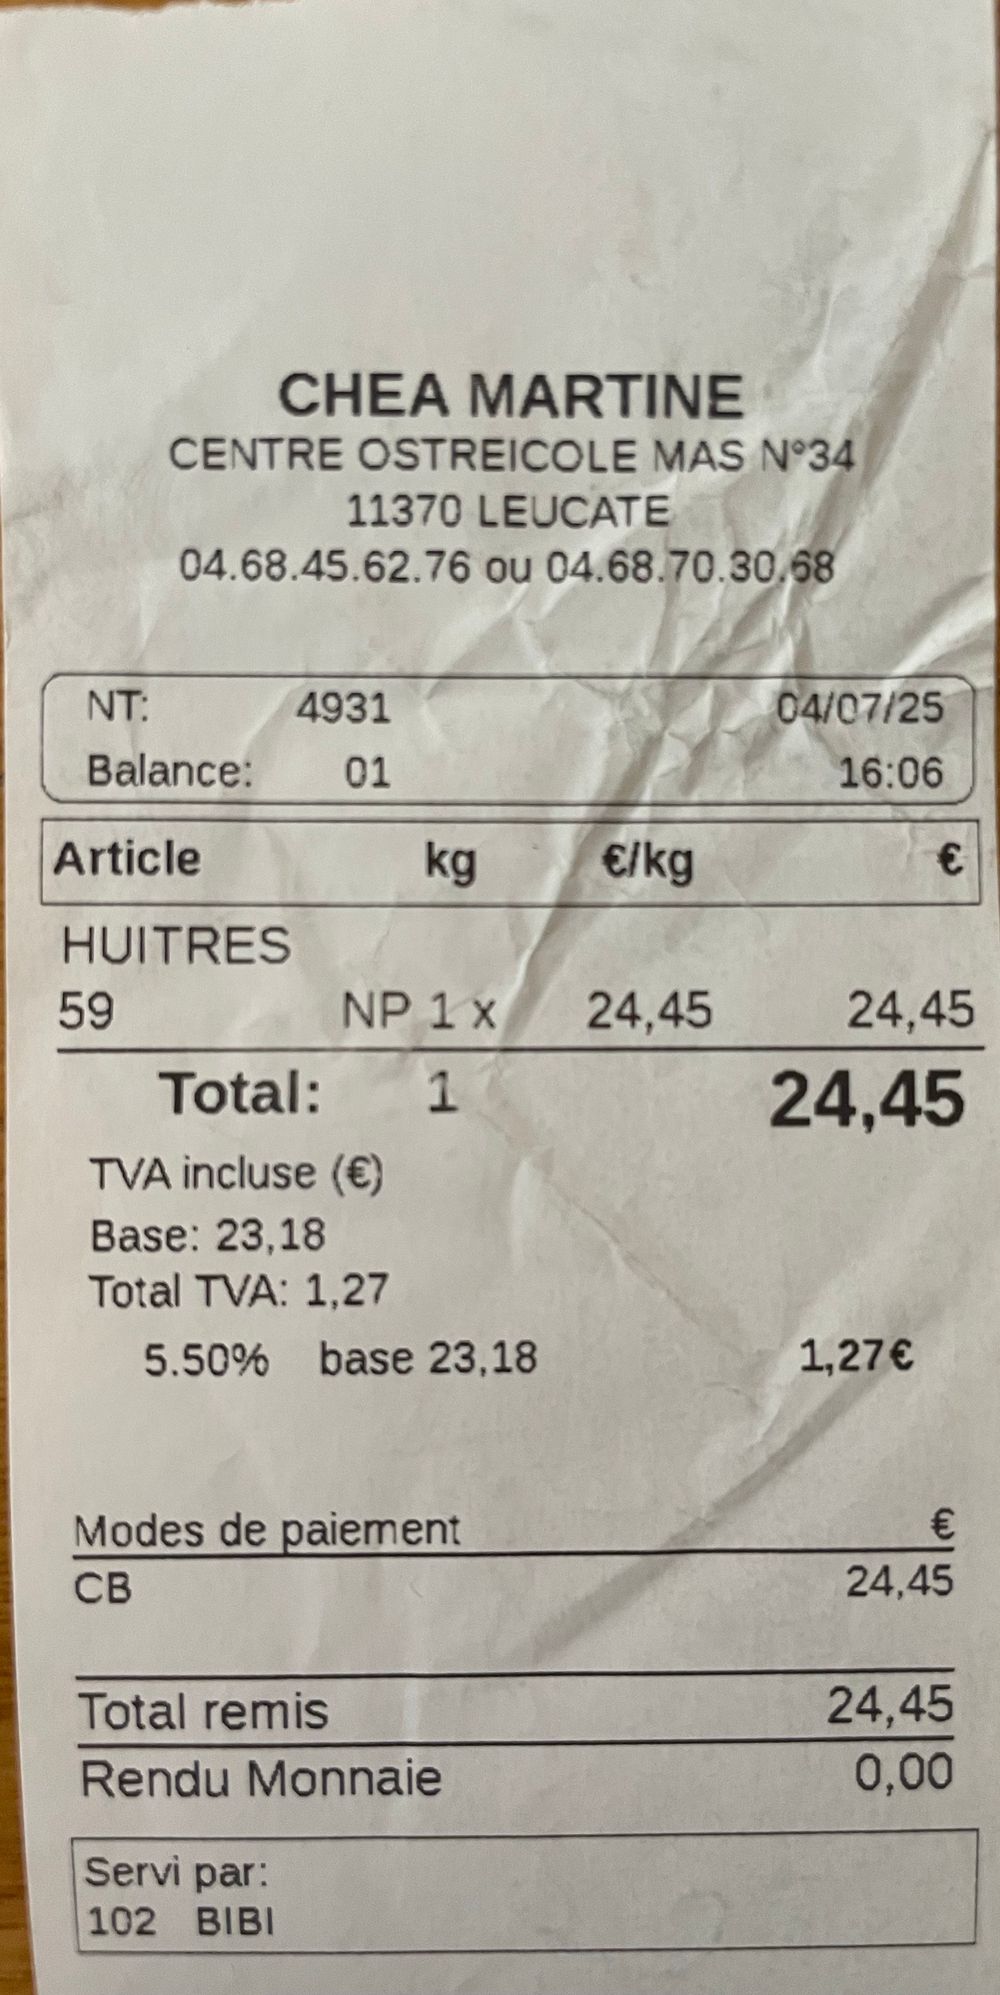 CHEA MARTINE
CENTRE OSTREICOLE MAS N°34
11370 LEUCATE
04.68.45.62.76 ou 04.68.70.30.68
NT: 4931 04/07/25
Balance: 01 16:06
Article kg €/kg €
HUITRES
59 NP 1 x 24,45 24,45
Total: 1 24,45
TVA incluse (€)
Base: 23,18
Total TVA: 1,27
5.50% base 23,18 1,27€
Modes de paiement €
CB 24,45
Total remis 24,45
Rendu Monnaie 0,00
Servi par:
102 BIBI